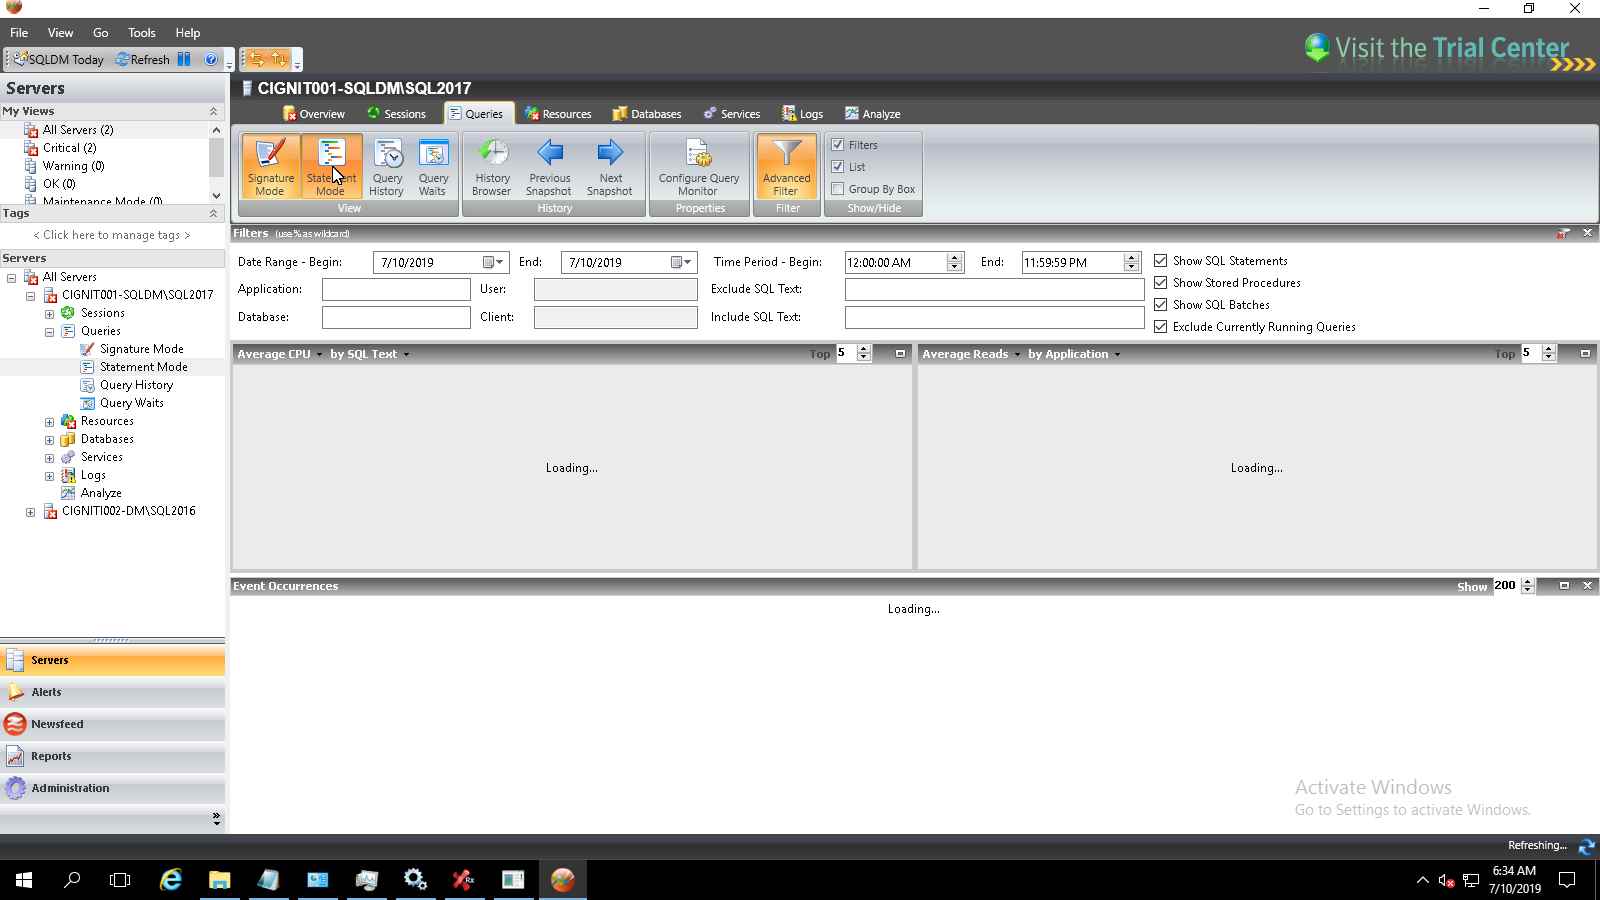 File View Go Tools Help
SQLDM Today Refresh
Visit the Trial Center
Servers
CIGNIT001-SQLDM\SQL2017
My Views
All Servers (2)
Critical (2)
Warning (0)
OK (0)
Maintenance Mode (0)
Tags
< Click here to manage tags >
Servers
All Servers
CIGNIT001-SQLDM\SQL2017
Sessions
Queries
Signature Mode
Statement Mode
Query History
Query Waits
Resources
Databases
Services
Logs
Analyze
CIGNITI002-DM\SQL2016
Servers
Alerts
Newsfeed
Reports
Administration
Overview Sessions Queries Resources Databases Services Logs Analyze
Signature Mode
Statement Mode
Query History
Query Waits
View
History Browser
Previous Snapshot
Next Snapshot
History
Configure Query Monitor
Properties
Advanced Filter
Filter
Filters
List
Group By Box
Show/Hide
Filters (use % as wildcard)
Date Range - Begin: 7/10/2019 End: 7/10/2019 Time Period - Begin: 12:00:00 AM End: 11:59:59 PM Show SQL Statements
Application: User: Exclude SQL Text: Show Stored Procedures
Database: Client: Include SQL Text: Show SQL Batches
Exclude Currently Running Queries
Average CPU by SQL Text Top 5
Loading...
Average Reads by Application Top 5
Loading...
Event Occurrences Show 200
Loading...
Activate Windows
Go to Settings to activate Windows.
Refreshing...
6:34 AM
7/10/2019